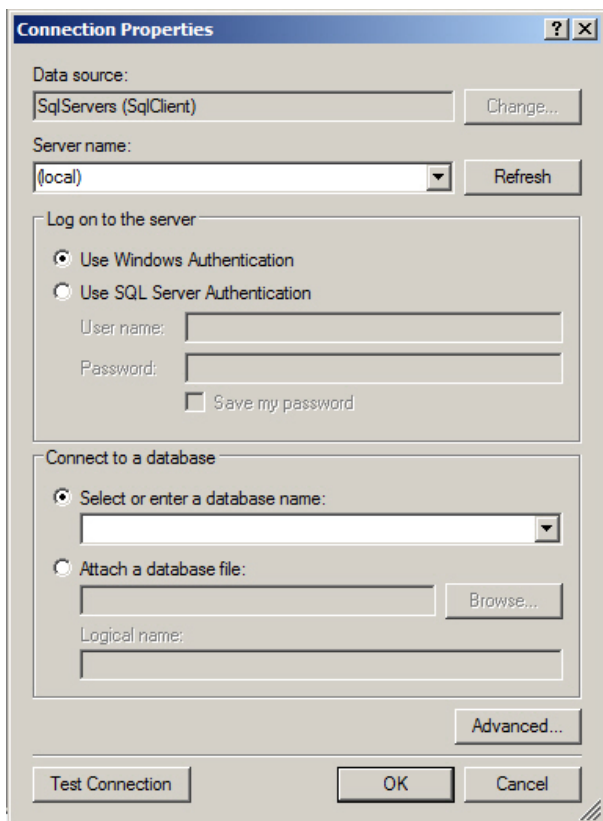 Connection Properties
Data source:
SqlServers (SqlClient)
Change...
Server name:
(local)
Refresh
Log on to the server
Use Windows Authentication
Use SQL Server Authentication
User name:
Password:
Save my password
Connect to a database
Select or enter a database name:
Attach a database file:
Browse...
Logical name:
Advanced...
Test Connection
OK
Cancel